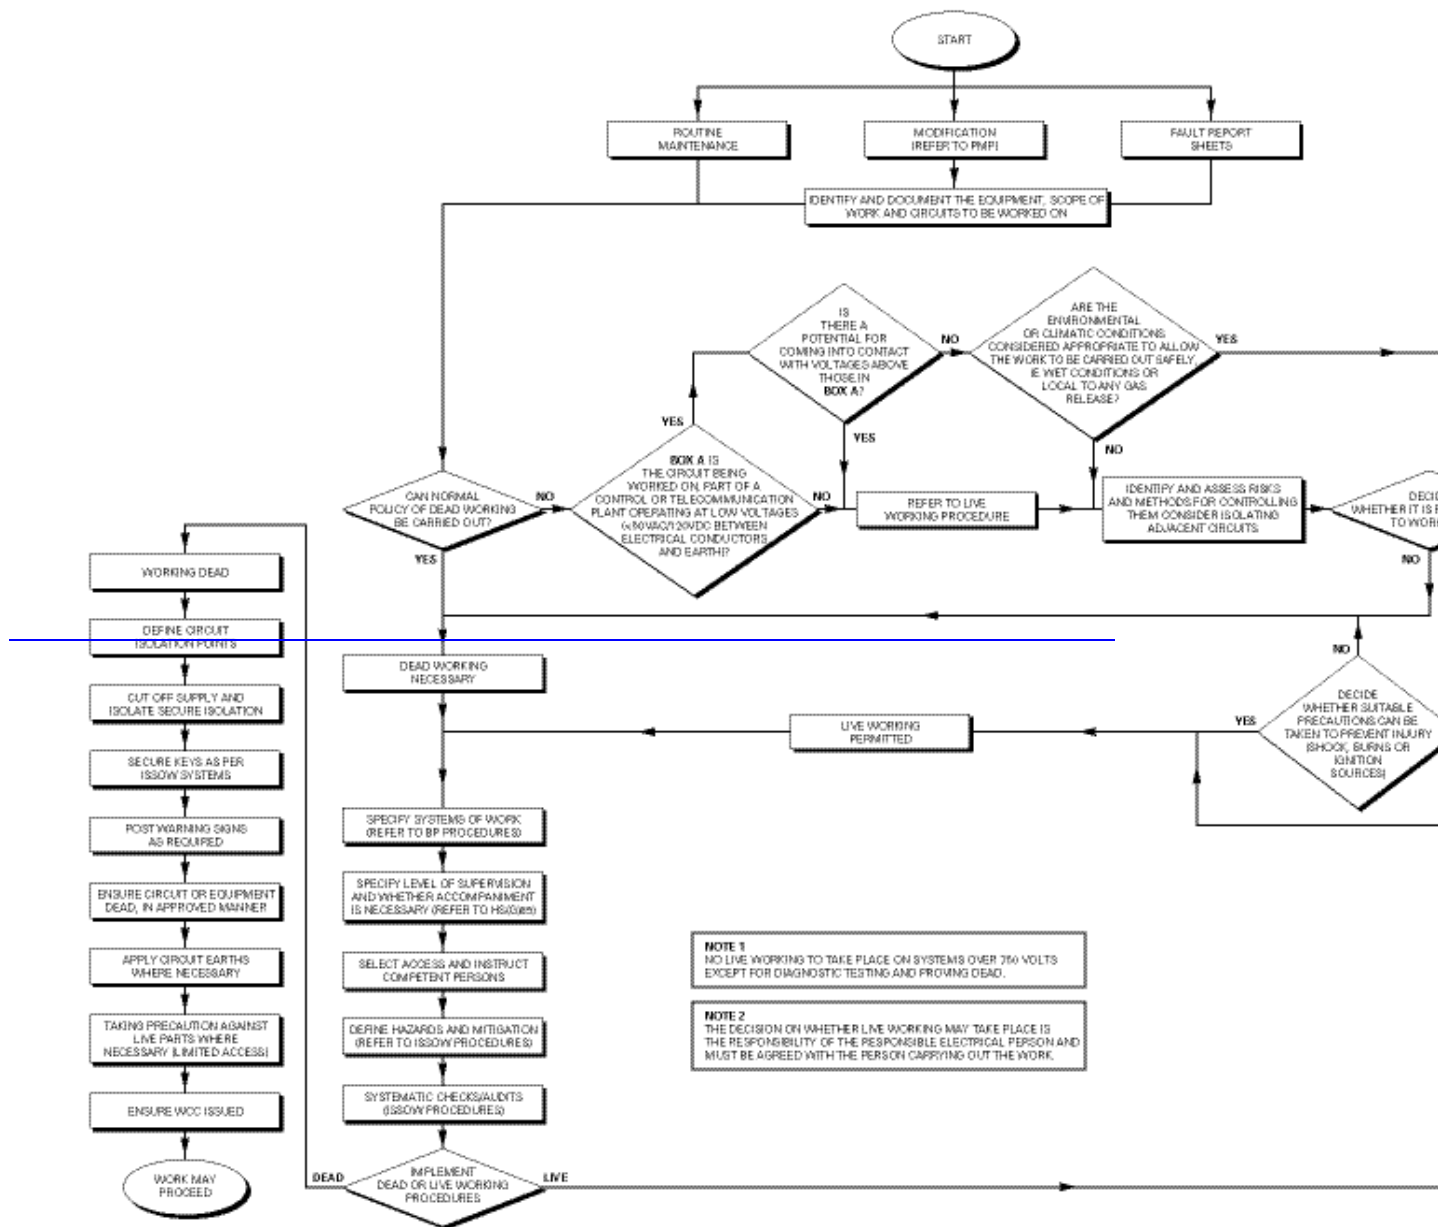 START
ROUTINE
MAINTENANCE
MODIFICATION
(REFER TO PMP)
FAULT REPORT
SHEETS
IDENTIFY AND DOCUMENT THE EQUIPMENT, SCOPE OF
WORK AND CIRCUITS TO BE WORKED ON
IS
THERE A
POTENTIAL FOR
COMING INTO CONTACT
WITH VOLTAGES ABOVE
THOSE IN
BOX A?
NO
YES
ARE THE
ENVIRONMENTAL
OR CLIMATIC CONDITIONS
CONSIDERED APPROPRIATE TO ALLOW
THE WORK TO BE CARRIED OUT SAFELY,
IE WET CONDITIONS OR
LOCAL TO ANY GAS
RELEASE?
YES
NO
CAN NORMAL
POLICY OF DEAD WORKING
BE CARRIED OUT?
NO
YES
YES
BOX A IS
THE CIRCUIT BEING
WORKED ON, PART OF A
CONTROL OR TELECOMMUNICATION
PLANT OPERATING AT LOW VOLTAGES
(<50VAC/120VDC BETWEEN
ELECTRICAL CONDUCTORS
AND EARTH)?
NO
REFER TO LIVE
WORKING PROCEDURE
IDENTIFY AND ASSESS RISKS
AND METHODS FOR CONTROLLING
THEM CONSIDER ISOLATING
ADJACENT CIRCUITS
DECID
WHETHER IT IS R
TO WOR
NO
WORKING DEAD
DEFINE CIRCUIT
ISOLATION POINTS
CUT OFF SUPPLY AND
ISOLATE SECURE ISOLATION
SECURE KEYS AS PER
ISSOW SYSTEMS
POST WARNING SIGNS
AS REQUIRED
ENSURE CIRCUIT OR EQUIPMENT
DEAD, IN APPROVED MANNER
APPLY CIRCUIT EARTHS
WHERE NECESSARY
TAKING PRECAUTION AGAINST
LIVE PARTS WHERE
NECESSARY (LIMITED ACCESS)
ENSURE WCC ISSUED
WORK MAY
PROCEED
DEAD WORKING
NECESSARY
LIVE WORKING
PERMITTED
YES
NO
DECIDE
WHETHER SUITABLE
PRECAUTIONS CAN BE
TAKEN TO PREVENT INJURY
(SHOCK, BURNS OR
IGNITION
SOURCES)
SPECIFY SYSTEMS OF WORK
(REFER TO BP PROCEDURES)
SPECIFY LEVEL OF SUPERVISION
AND WHETHER ACCOMPANIMENT
IS NECESSARY (REFER TO HS(G)85)
SELECT ACCESS AND INSTRUCT
COMPETENT PERSONS
DEFINE HAZARDS AND MITIGATION
(REFER TO ISSOW PROCEDURES)
SYSTEMATIC CHECKS/AUDITS
(ISSOW PROCEDURES)
DEAD
IMPLEMENT
DEAD OR LIVE WORKING
PROCEDURES
LIVE
NOTE 1
NO LIVE WORKING TO TAKE PLACE ON SYSTEMS OVER 750 VOLTS
EXCEPT FOR DIAGNOSTIC TESTING AND PROVING DEAD.
NOTE 2
THE DECISION ON WHETHER LIVE WORKING MAY TAKE PLACE IS
THE RESPONSIBILITY OF THE RESPONSIBLE ELECTRICAL PERSON AND
MUST BE AGREED WITH THE PERSON CARRYING OUT THE WORK.